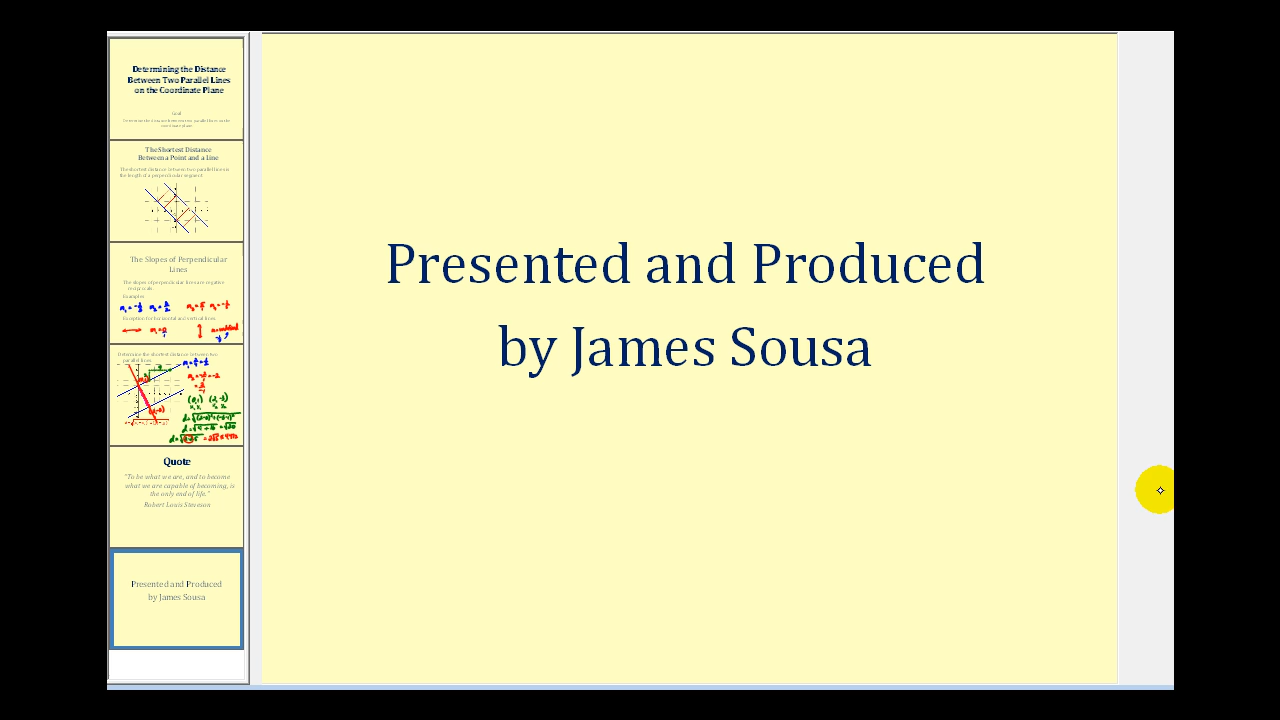 Determining the Distance
Between Two Parallel Lines
on the Coordinate Plane
Goal
The Shortest Distance
Between a Point and a Line
The shortest distance between two parallel lines is
the length of a perpendicular segment
The Slopes of Perpendicular
Lines
The slopes of perpendicular lines are negative
reciprocals
Examples
Exception for horizontal and vertical lines
Determine the shortest distance between two
parallel lines
Quote
"To be what we are, and to become
what we are capable of becoming, is
the only end of life."
Robert Louis Steveson
Presented and Produced
by James Sousa
Presented and Produced
by James Sousa